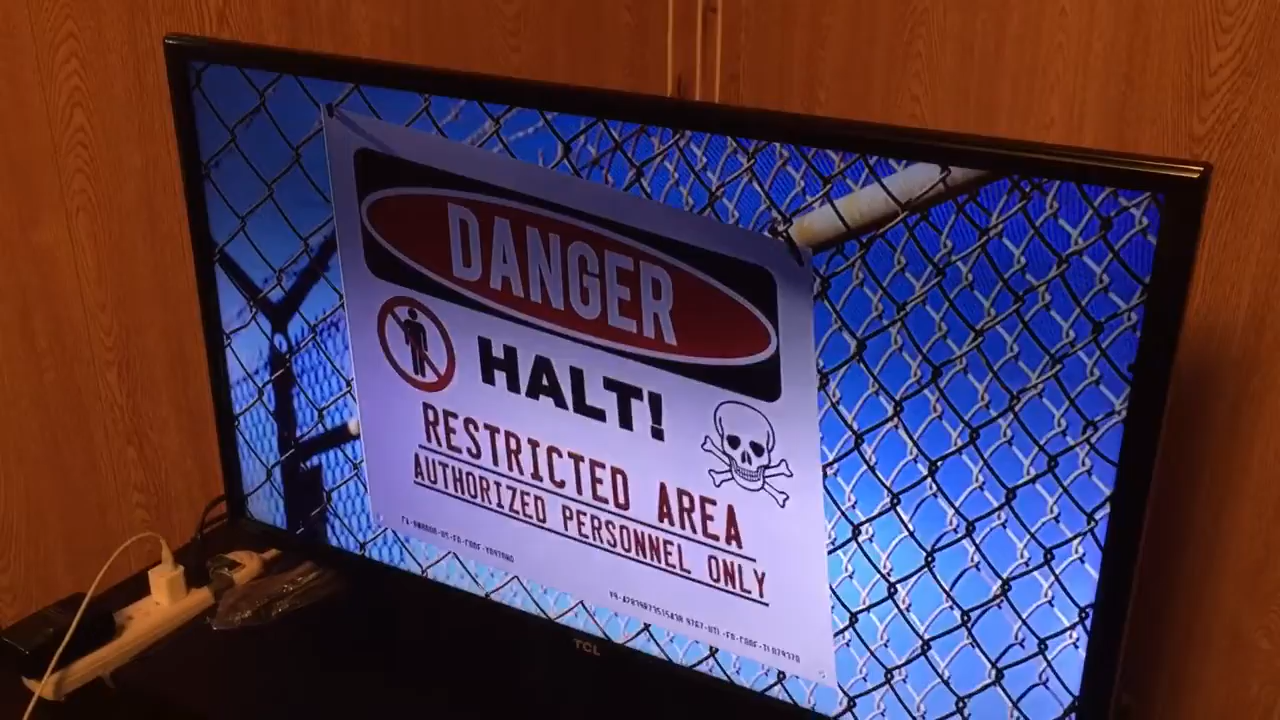 DANGER
HALT!
RESTRICTED AREA
AUTHORIZED PERSONNEL ONLY
TCL